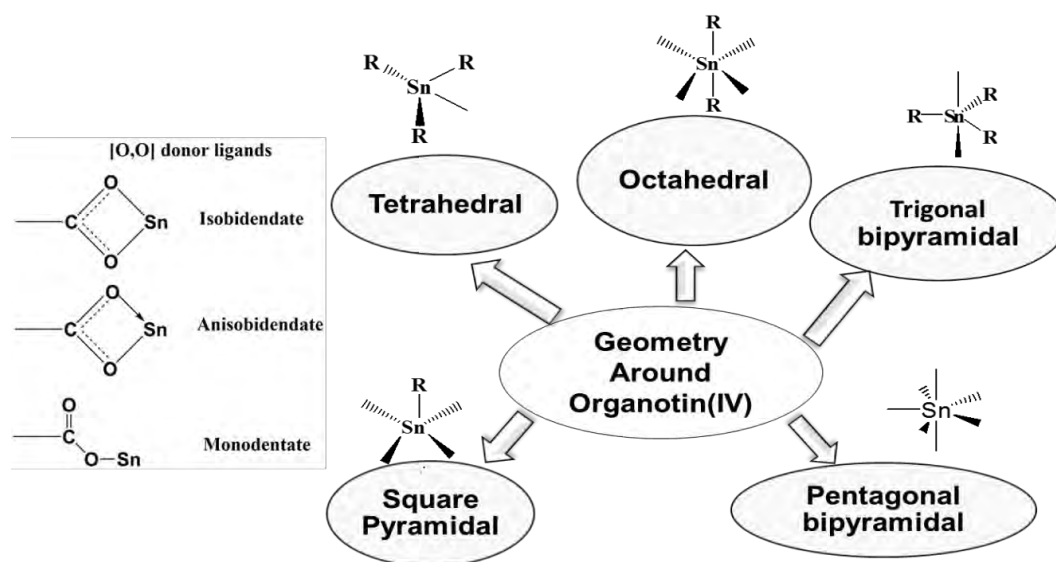 |O,O| donor ligands
O
C
Sn
O
Isobidendate
O
C
Sn
O
Anisobidendate
O
C
O
Sn
Monodentate
R
R
Sn
R
Tetrahedral
R
Sn
R
Octahedral
R
R
Sn
R
Trigonal
bipyramidal
Geometry
Around
Organotin(IV)
R
Sn
Square
Pyramidal
Sn
Pentagonal
bipyramidal